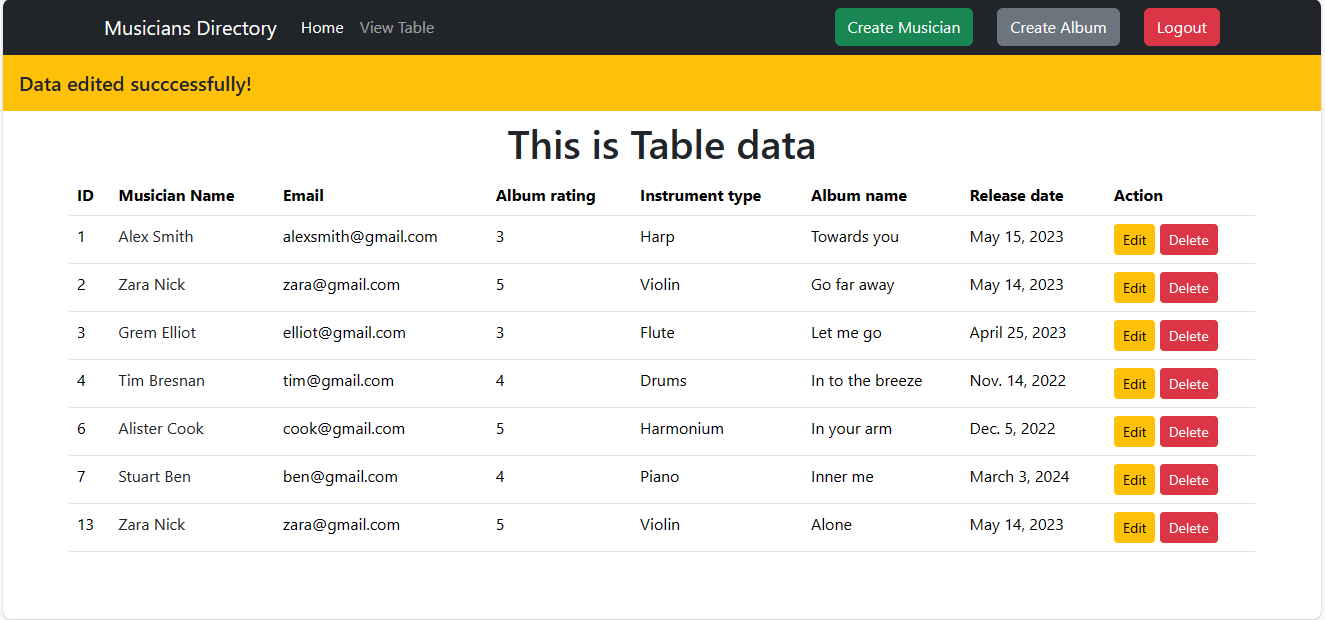 Musicians Directory Home View Table Create Musician Create Album Logout
Data edited succcessfully!
This is Table data
ID Musician Name Email Album rating Instrument type Album name Release date Action
1 Alex Smith alexsmith@gmail.com 3 Harp Towards you May 15, 2023 Edit Delete
2 Zara Nick zara@gmail.com 5 Violin Go far away May 14, 2023 Edit Delete
3 Grem Elliot elliot@gmail.com 3 Flute Let me go April 25, 2023 Edit Delete
4 Tim Bresnan tim@gmail.com 4 Drums In to the breeze Nov. 14, 2022 Edit Delete
6 Alister Cook cook@gmail.com 5 Harmonium In your arm Dec. 5, 2022 Edit Delete
7 Stuart Ben ben@gmail.com 4 Piano Inner me March 3, 2024 Edit Delete
13 Zara Nick zara@gmail.com 5 Violin Alone May 14, 2023 Edit Delete